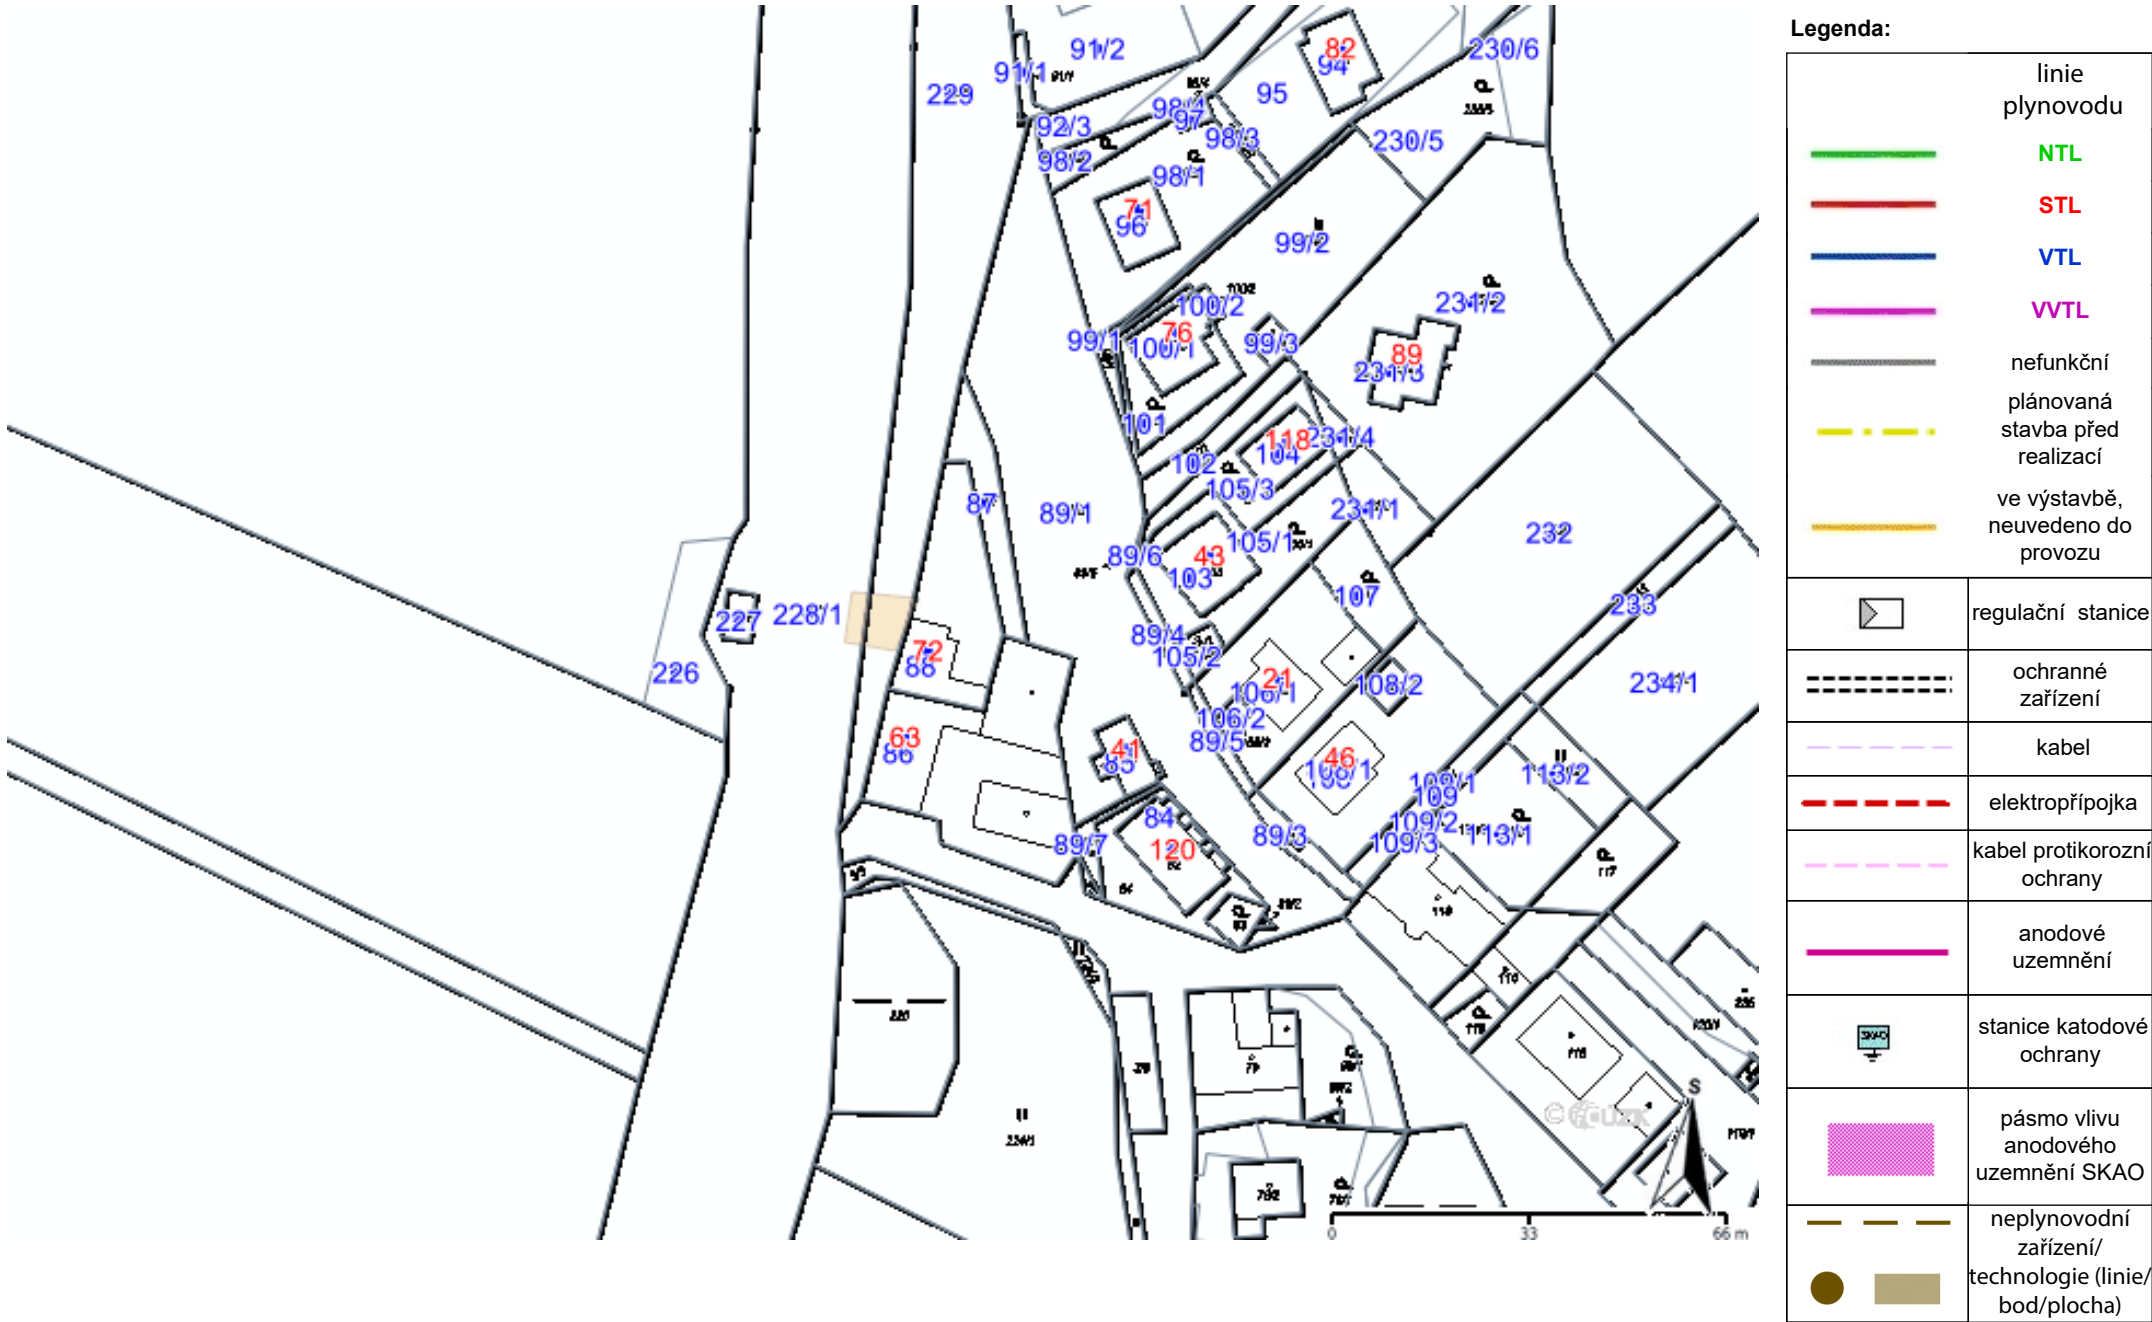 Legenda:
linie
plynovodu
NTL
STL
VTL
VVTL
nefunkční
plánovaná
stavba před
realizací
ve výstavbě,
neuvedeno do
provozu
regulační stanice
ochranné
zařízení
kabel
elektropřípojka
kabel protikorozní
ochrany
anodové
uzemnění
SKAO
stanice katodové
ochrany
pásmo vlivu
anodového
uzemnění SKAO
neplynovodní
zařízení/
technologie (linie/
bod/plocha)
91/2
82
94
230/6
91/1
229
95
98/4
97
92/3
98/3
230/5
98/2
98/1
71
96
99/2
100/2
231/2
76
99/1
100/1
99/3
89
231/3
101
118
231/4
104
102
105/3
87
89/1
231/1
232
105/1
89/6
43
103
107
233
227
228/1
89/4
105/2
72
88
226
21
106/1
108/2
234/1
106/2
89/5
63
86
41
85
46
108/1
109/1
113/2
109
84
109/2
89/3
113/1
89/7
109/3
120
S
© ČÚZK
0
33
66 m